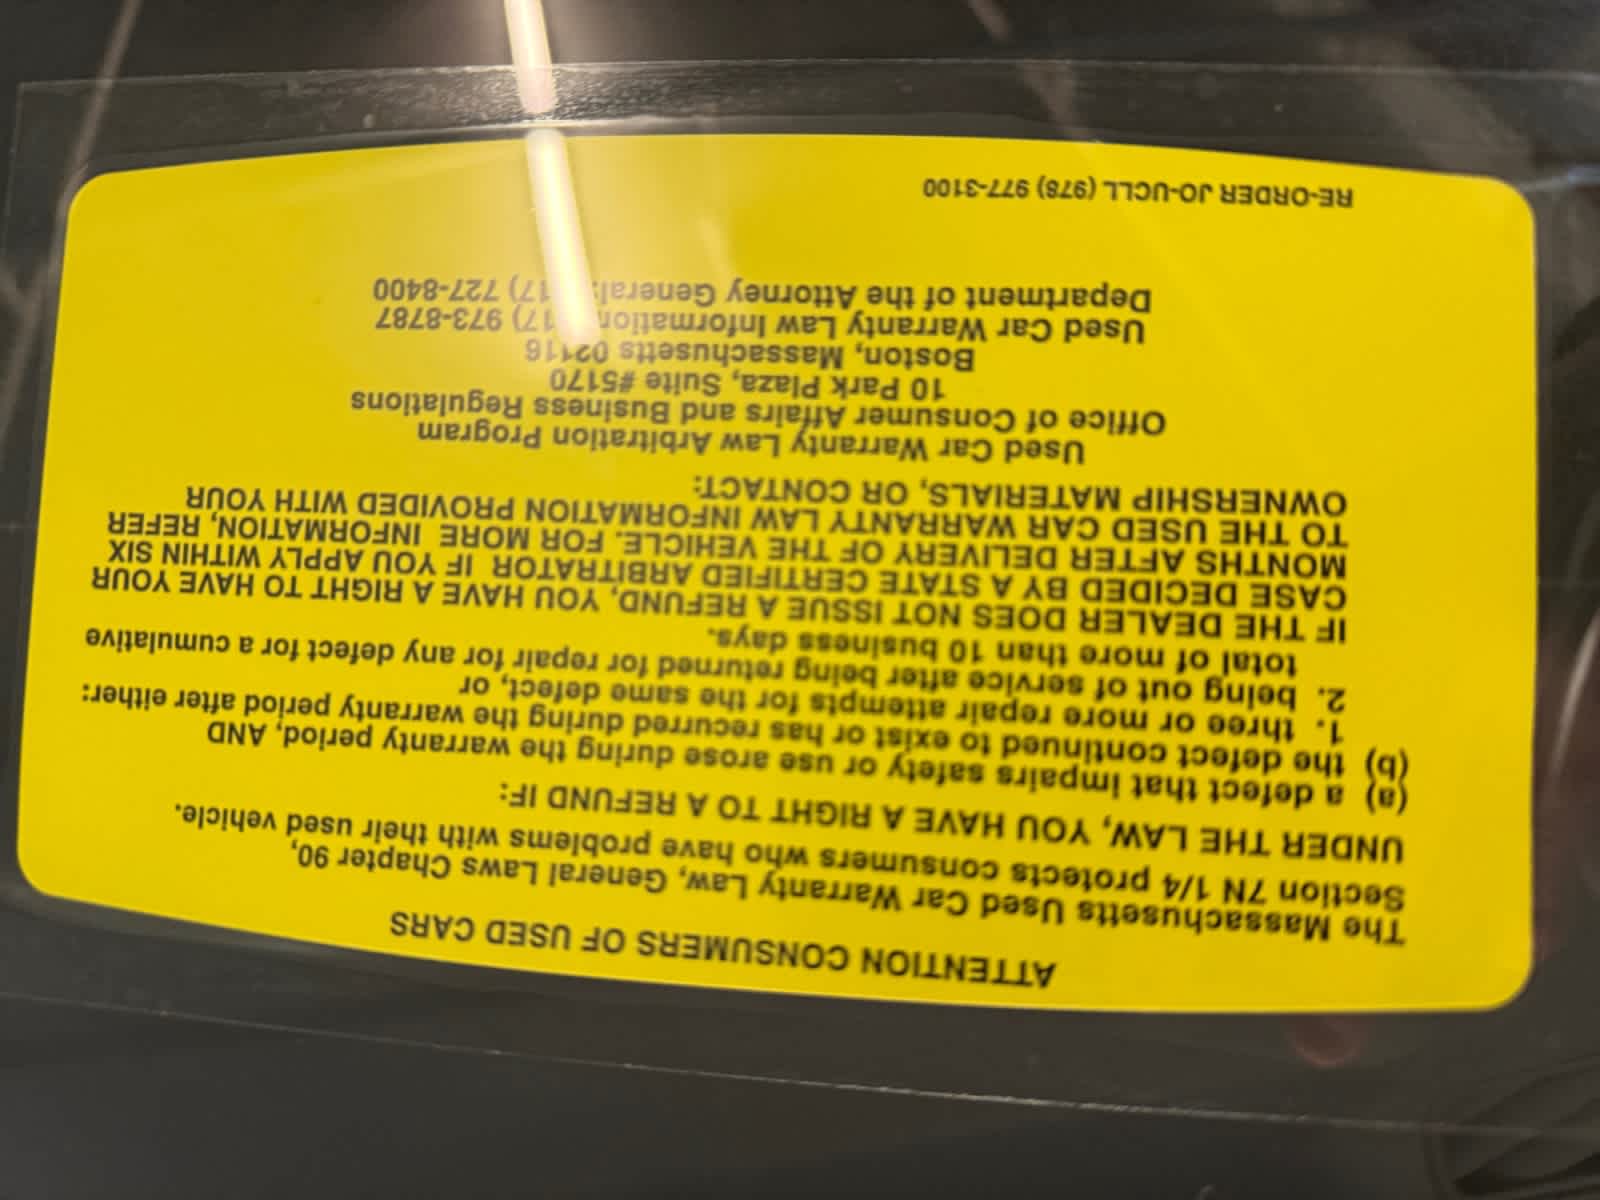 ATTENTION CONSUMERS OF USED CARS
The Massachusetts Used Car Warranty Law, General Laws Chapter 90,
Section 7N 1/4 protects consumers who have problems with their used vehicle.
UNDER THE LAW, YOU HAVE A RIGHT TO A REFUND IF:
(a) a defect that impairs safety or use arose during the warranty period, AND
(b) the defect continued to exist or has recurred during the warranty period after either:
1. three or more repair attempts for the same defect, or
2. being out of service after being returned for repair for any defect for a cumulative
total of more than 10 business days.
IF THE DEALER DOES NOT ISSUE A REFUND, YOU HAVE A RIGHT TO HAVE YOUR
CASE DECIDED BY A STATE CERTIFIED ARBITRATOR IF YOU APPLY WITHIN SIX
MONTHS AFTER DELIVERY OF THE VEHICLE. FOR MORE INFORMATION, REFER
TO THE USED CAR WARRANTY LAW INFORMATION PROVIDED WITH YOUR
OWNERSHIP MATERIALS, OR CONTACT:
Used Car Warranty Law Arbitration Program
Office of Consumer Affairs and Business Regulations
10 Park Plaza, Suite #5170
Boston, Massachusetts 02116
Used Car Warranty Law Information 17) 973-8787
Department of the Attorney General: 17) 727-8400
RE-ORDER JO-UCLL (978) 977-3100